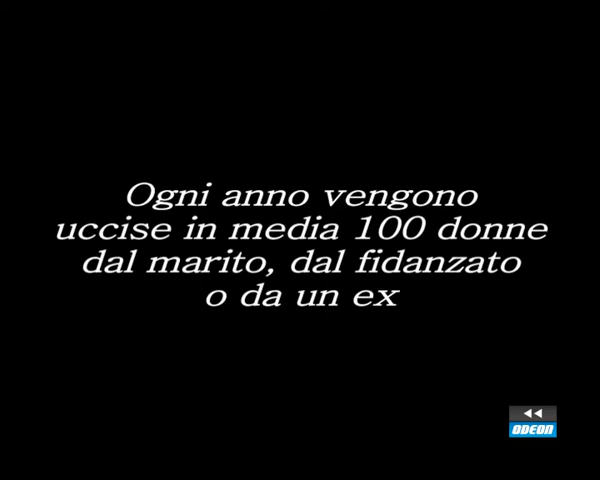 Ogni anno vengono
uccise in media 100 donne
dal marito, dal fidanzato
o da un ex
ODEON